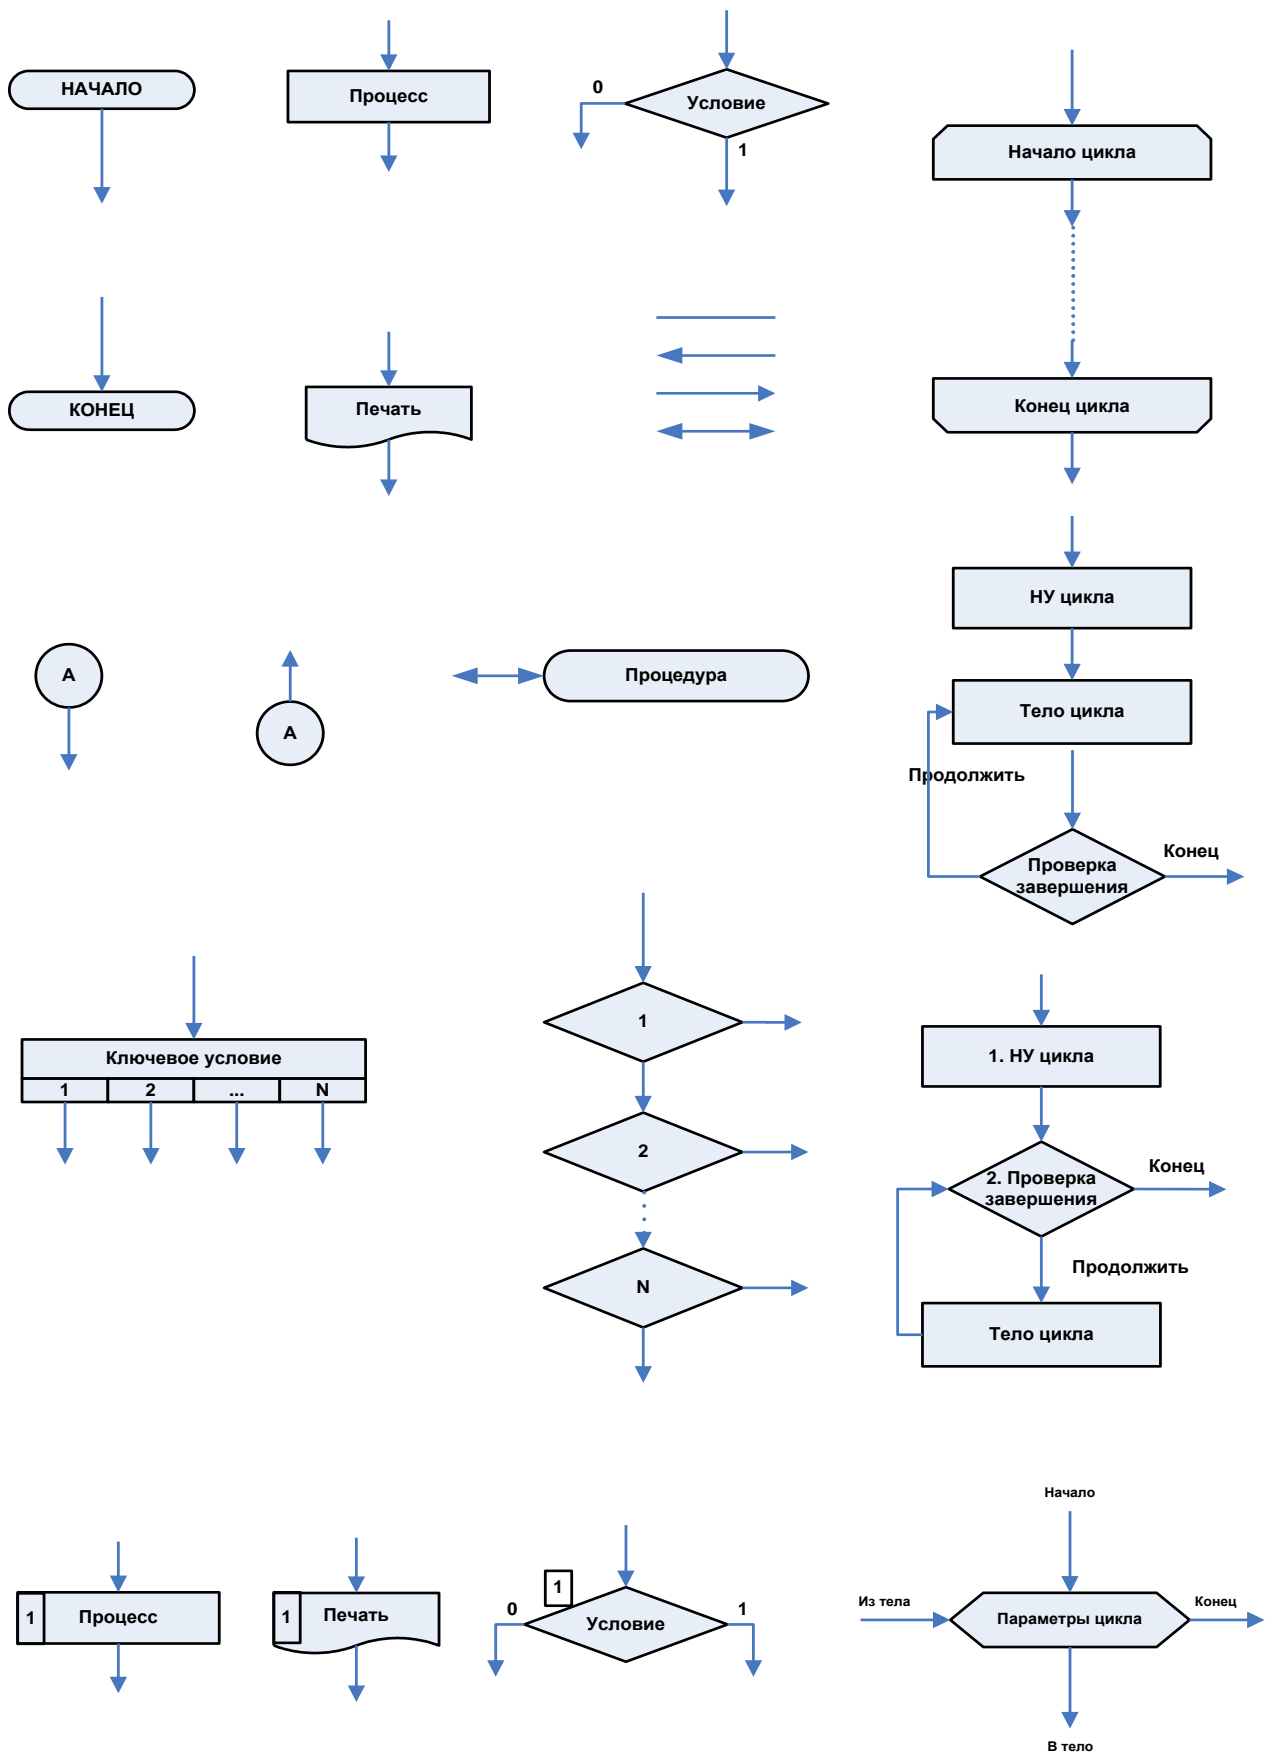 НАЧАЛО
Процесс
0
Условие
1
Начало цикла
КОНЕЦ
Печать
Конец цикла
НУ цикла
А
А
Процедура
Тело цикла
Продолжить
Проверка
завершения
Конец
Ключевое условие
1
2
...
N
1
2
N
1. НУ цикла
2. Проверка
завершения
Конец
Продолжить
Тело цикла
1
Процесс
1
Печать
1
0
Условие
1
Начало
Из тела
Параметры цикла
Конец
В тело